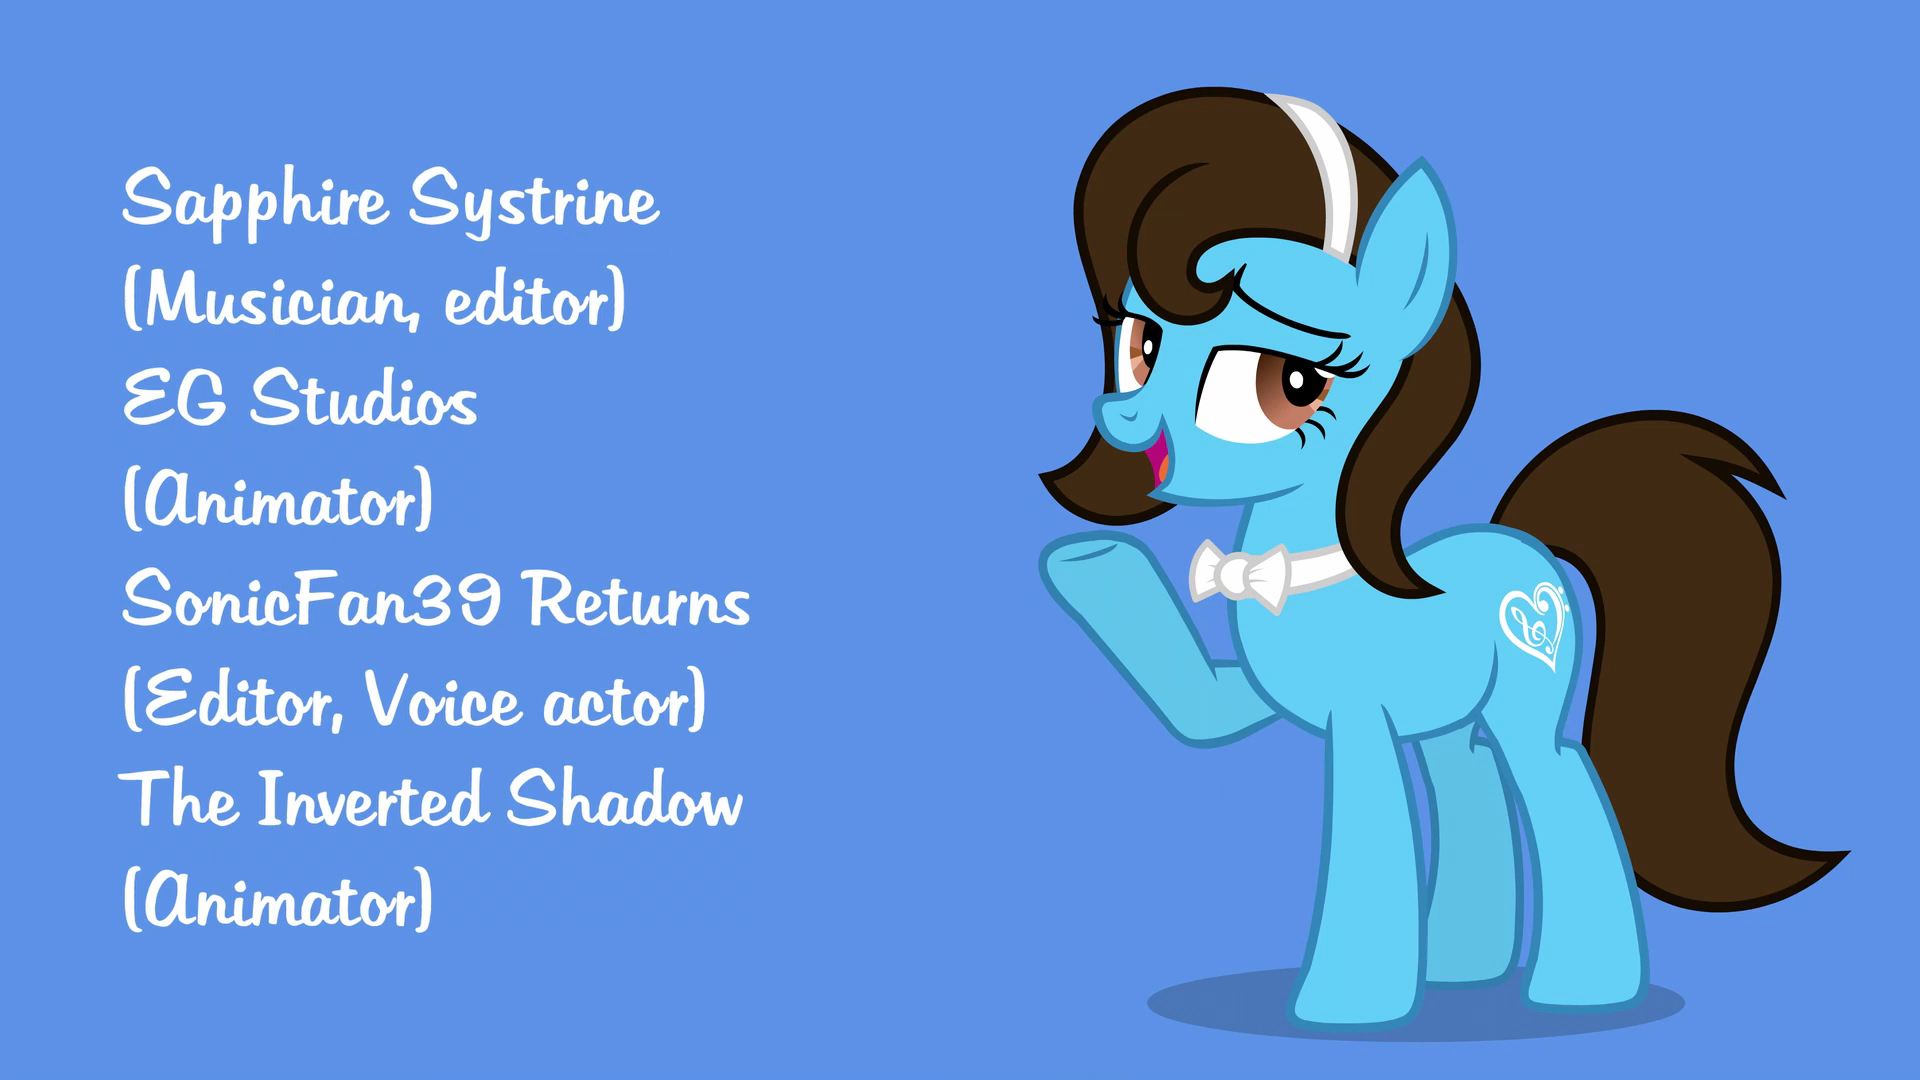 Sapphire Systrine
(Musician, editor)
EG Studios
(Animator)
SonicFan39 Returns
(Editor, Voice actor)
The Inverted Shadow
(Animator)